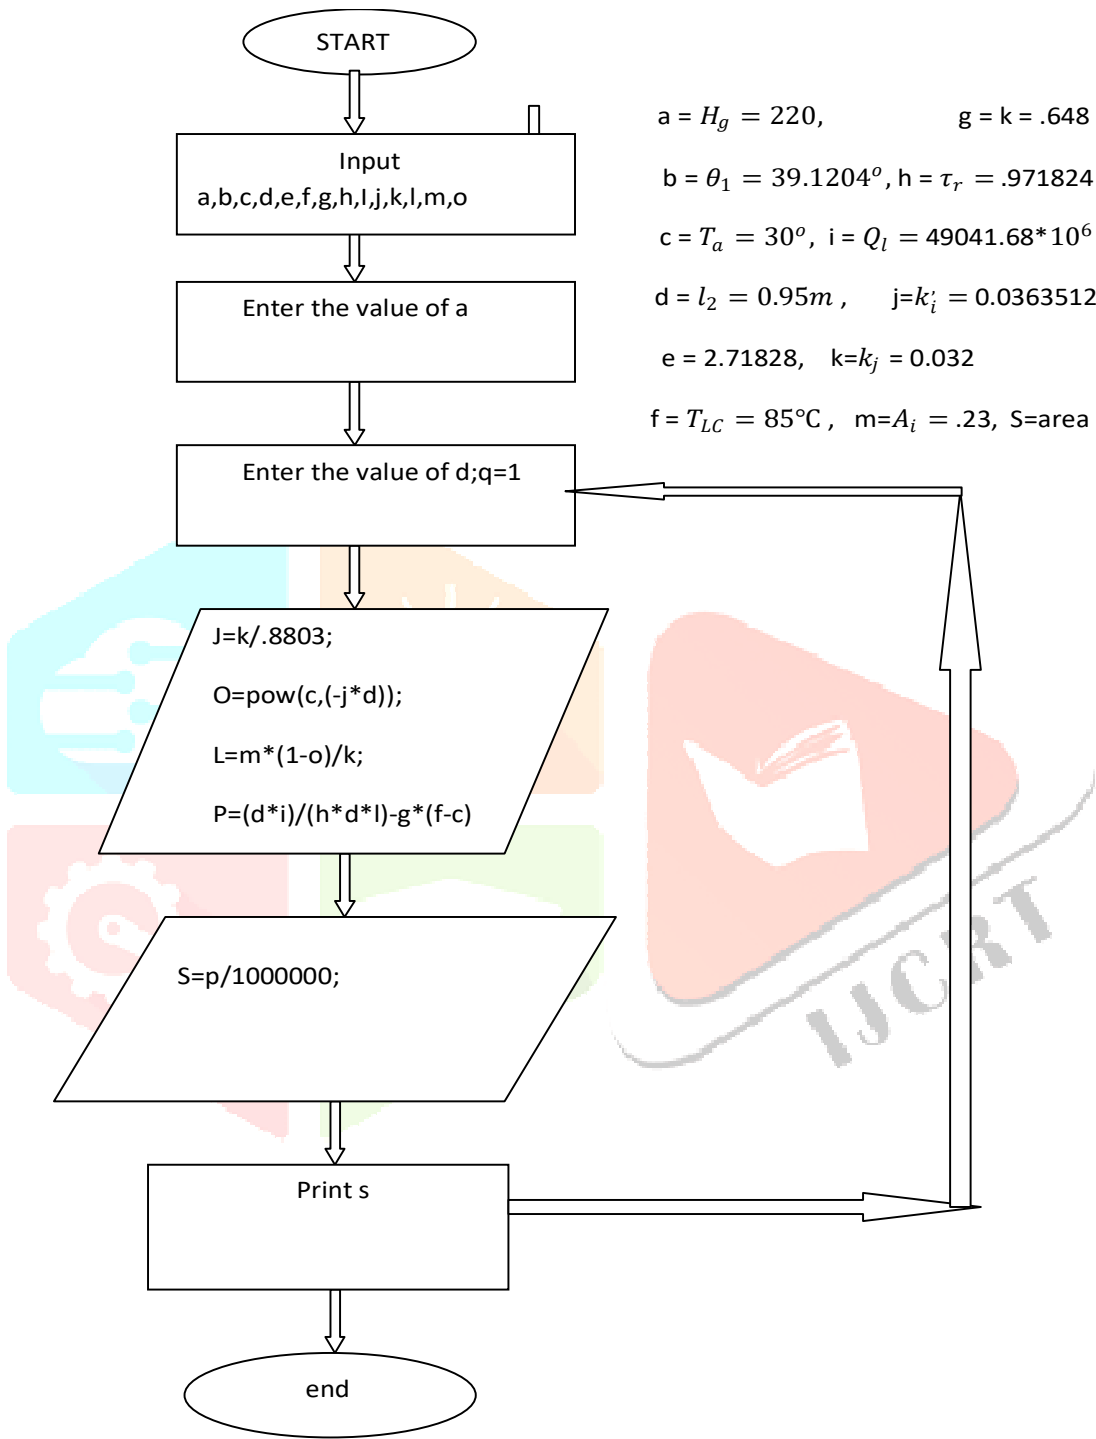 START
Input
a,b,c,d,e,f,g,h,I,j,k,l,m,o
Enter the value of a
Enter the value of d;q=1
J=k/.8803;
O=pow(c,(-j*d));
L=m*(1-o)/k;
P=(d*i)/(h*d*l)-g*(f-c)
S=p/1000000;
Print s
end
a = H_g = 220, g = k = .648
b = θ_1 = 39.1204^o, h = τ_r = .971824
c = T_a = 30^o, i = Q_l = 49041.68*10^6
d = l_2 = 0.95m , j=k_i^, = 0.0363512
e = 2.71828, k=k_j = 0.032
f = T_{LC} = 85°C , m=A_i = .23, S=area
IJCRT